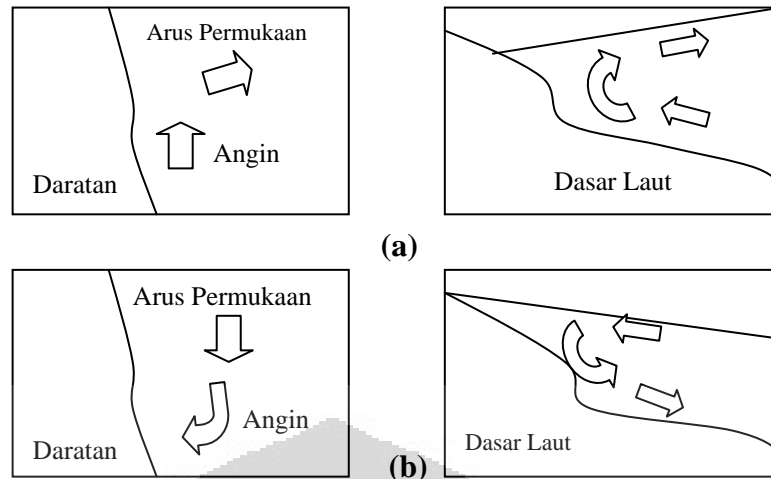 Arus Permukaan
Angin
Daratan
Dasar Laut
(a)
Arus Permukaan
Angin
Daratan
Dasar Laut
(b)